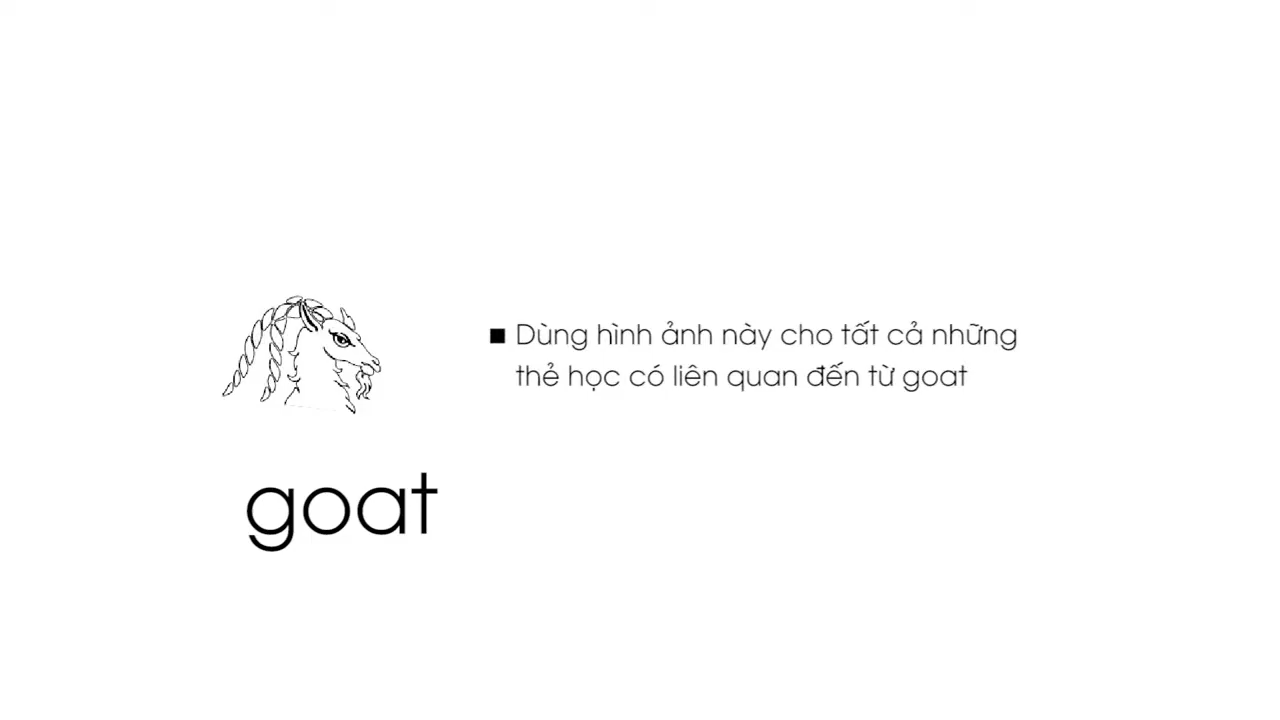 ■ Dùng hình ảnh này cho tất cả những
thẻ học có liên quan đến từ goat
goat